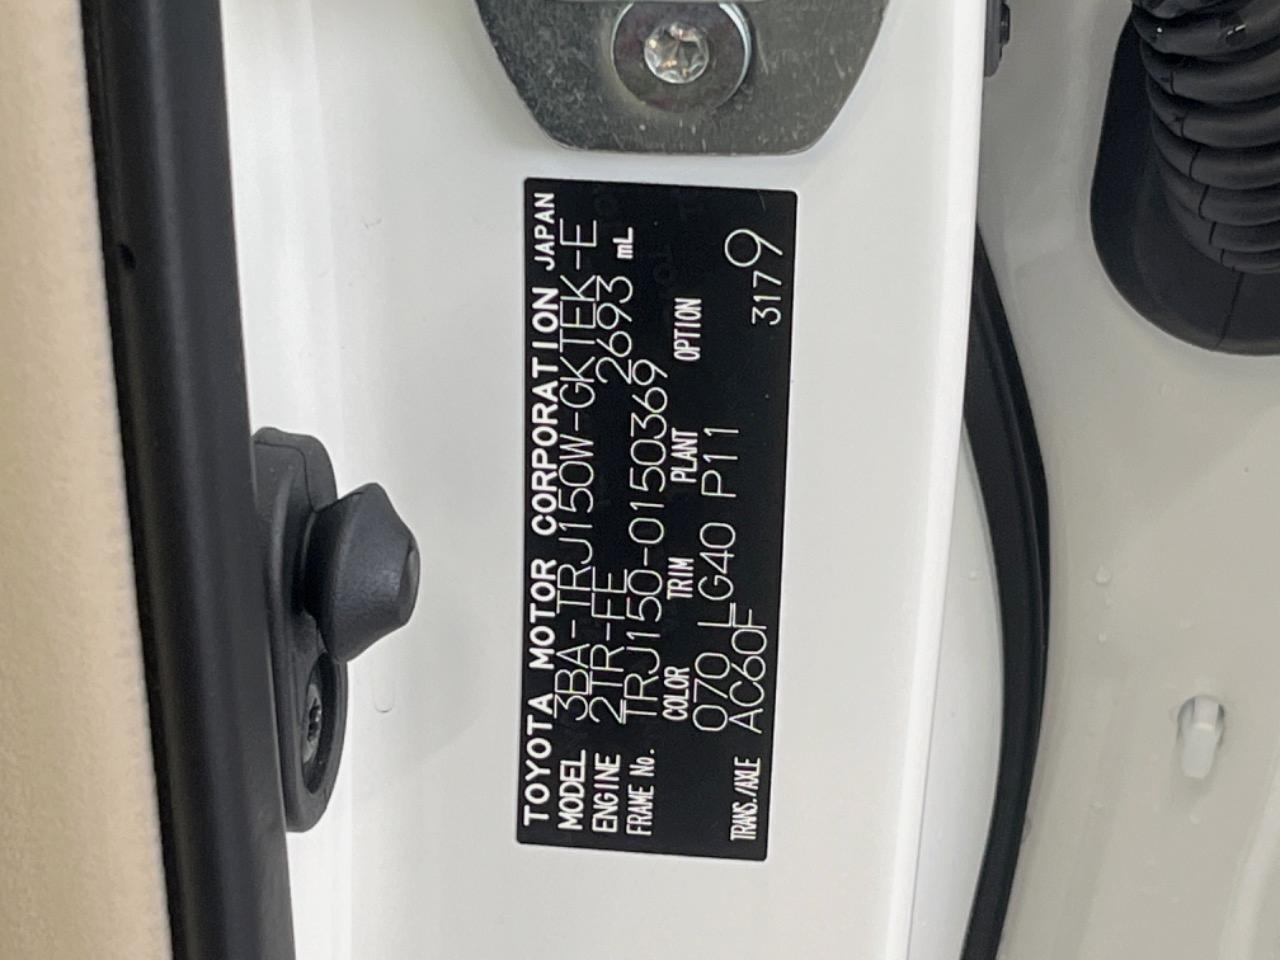 TOYOTA MOTOR CORPORATION JAPAN
MODEL 3BA-TRJ150W-GKTEK-E
ENGINE 2TR-FE 2693 mL
FRAME No. TRJ150-0150369
COLOR TRIM PLANT OPTION
070 LG40 P11
TRANS./AXLE AC60F 3179